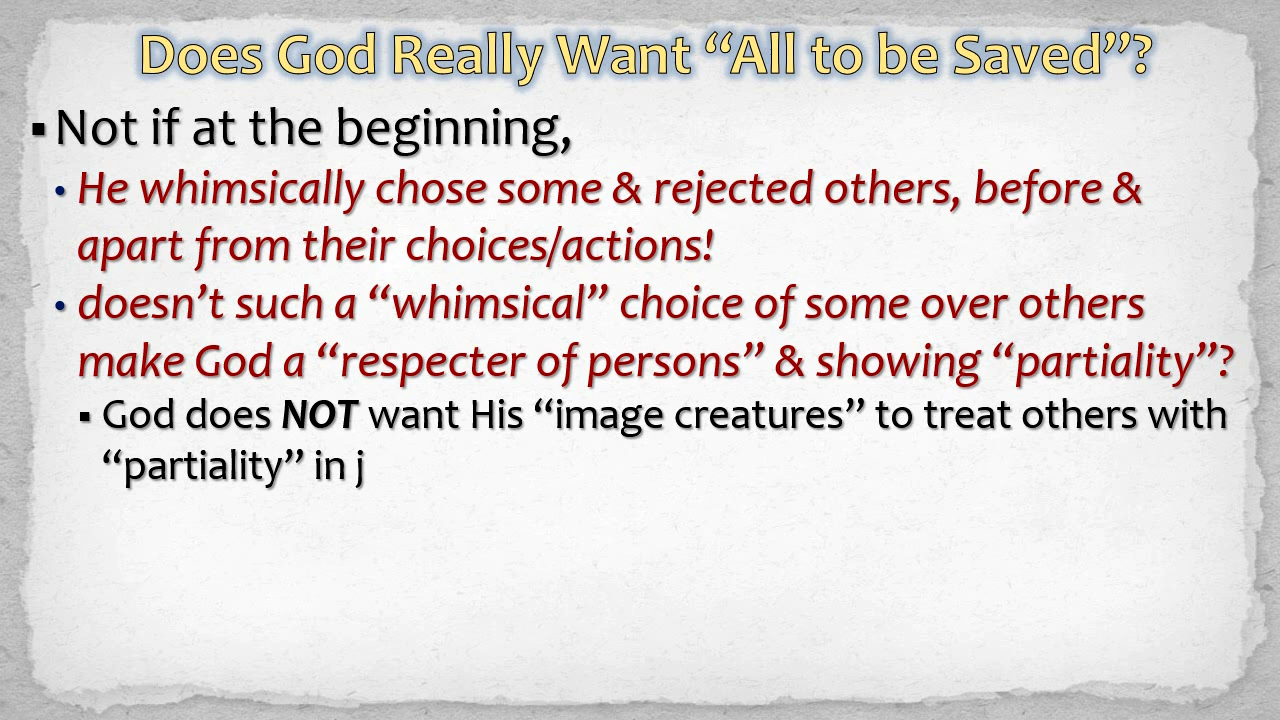 Does God Really Want “All to be Saved”?
▪ Not if at the beginning,
• He whimsically chose some & rejected others, before &
apart from their choices/actions!
• doesn’t such a “whimsical” choice of some over others
make God a “respecter of persons” & showing “partiality”?
▪ God does NOT want His “image creatures” to treat others with
“partiality” in j